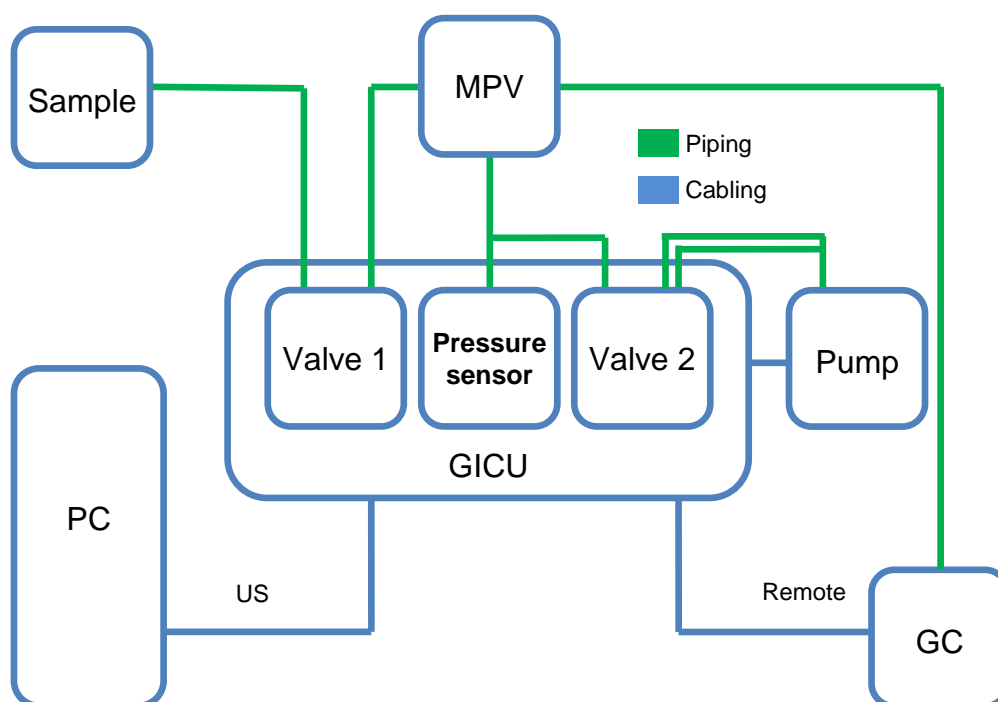 Sample
MPV
Piping
Cabling
Valve 1
Pressure
sensor
Valve 2
Pump
GICU
PC
US
Remote
GC